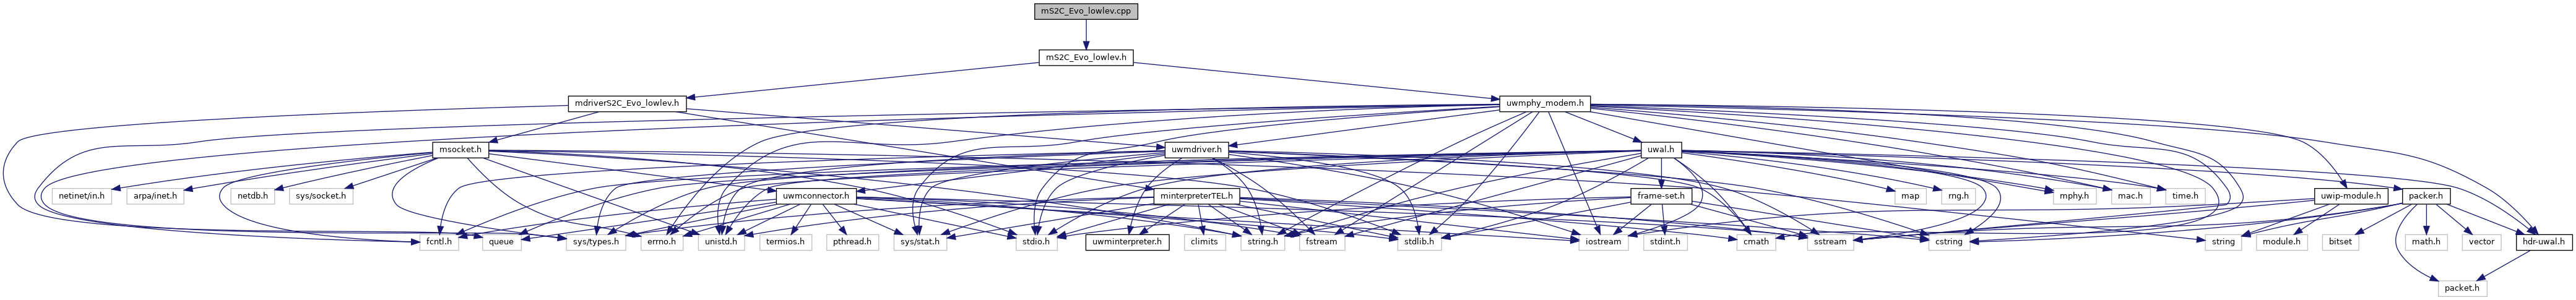 mS2C_Evo_lowlev.cpp
mS2C_Evo_lowlev.h
mdriverS2C_Evo_lowlev.h
uwmphy_modem.h
msocket.h
uwmdriver.h
uwal.h
netinet/in.h
arpa/inet.h
netdb.h
sys/socket.h
uwmconnector.h
minterpreterTEL.h
frame-set.h
map
rng.h
mphy.h
mac.h
time.h
uwip-module.h
packer.h
fcntl.h
queue
sys/types.h
errno.h
unistd.h
termios.h
pthread.h
sys/stat.h
stdio.h
uwminterpreter.h
climits
string.h
fstream
stdlib.h
iostream
stdint.h
cmath
sstream
cstring
string
module.h
bitset
math.h
vector
hdr-uwal.h
packet.h